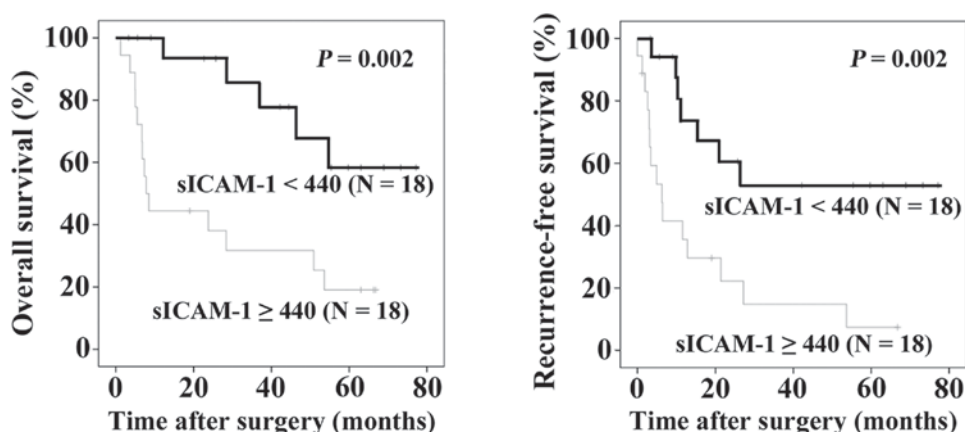 Overall survival (%)
100
80
60
40
20
0
P = 0.002
sICAM-1 < 440 (N = 18)
sICAM-1 ≥ 440 (N = 18)
0 20 40 60 80
Time after surgery (months)
Recurrence-free survival (%)
100
80
60
40
20
0
P = 0.002
sICAM-1 < 440 (N = 18)
sICAM-1 ≥ 440 (N = 18)
0 20 40 60 80
Time after surgery (months)